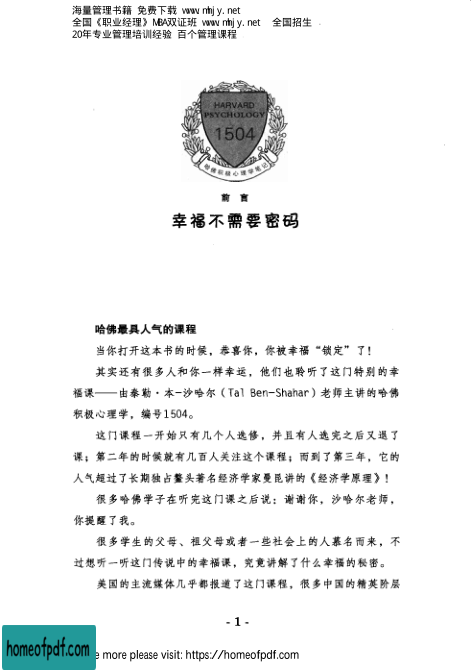 海量管理书籍 免费下载 www.mhjy.net
全国《职业经理》MBA双证班 www.mhjy.net 全国招生
20年专业管理培训经验 百个管理课程
HARVARD
PSYCHOLOGY
1504
哈佛积极心理学笔记
前 言
幸福不需要密码
哈佛最具人气的课程
当你打开这本书的时候，恭喜你，你被幸福“锁定”了！
其实还有很多人和你一样幸运，他们也聆听了这门特别的幸
福课——由泰勒·本-沙哈尔（Tal Ben-Shahar）老师主讲的哈佛
积极心理学，编号1504。
这门课程一开始只有几个人选修，并且有人选完之后又退了
课；第二年的时候就有几百人关注这个课程；而到了第三年，它的
人气超过了长期独占鳌头著名经济学家曼昆讲的《经济学原理》！
很多哈佛学子在听完这门课之后说：谢谢你，沙哈尔老师，
你提醒了我。
很多学生的父母、祖父母或者一些社会上的人慕名而来，不
过想听一听这门传说中的幸福课，究竟讲解了什么幸福的秘密。
美国的主流媒体几乎都报道了这门课程，很多中国的精英阶层
- 1 -
homeofpdf.com
e more please visit: https://homeofpdf.com